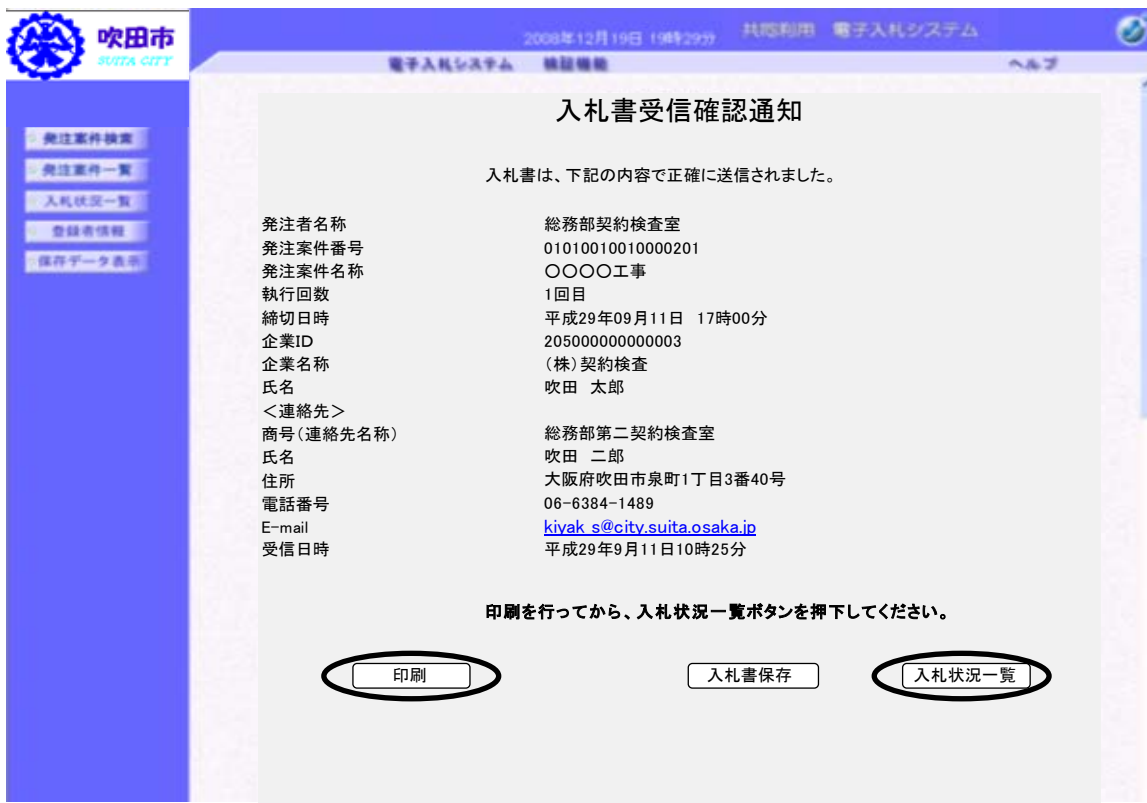 吹田市
SUITA CITY
2008年12月19日 19時29分 共同利用 電子入札システム
電子入札システム 検証機能 ヘルプ
発注案件検索
発注案件一覧
入札状況一覧
登録者情報
保存データ表示
入札書受信確認通知
入札書は、下記の内容で正確に送信されました。
発注者名称 総務部契約検査室
発注案件番号 01010010010000201
発注案件名称 〇〇〇〇工事
執行回数 1回目
締切日時 平成29年09月11日 17時00分
企業ID 205000000000003
企業名称 (株)契約検査
氏名 吹田 太郎
<連絡先>
商号(連絡先名称) 総務部第二契約検査室
氏名 吹田 二郎
住所 大阪府吹田市泉町1丁目3番40号
電話番号 06-6384-1489
E-mail kiyak_s@city.suita.osaka.jp
受信日時 平成29年9月11日10時25分
印刷を行ってから、入札状況一覧ボタンを押下してください。
印刷 入札書保存 入札状況一覧